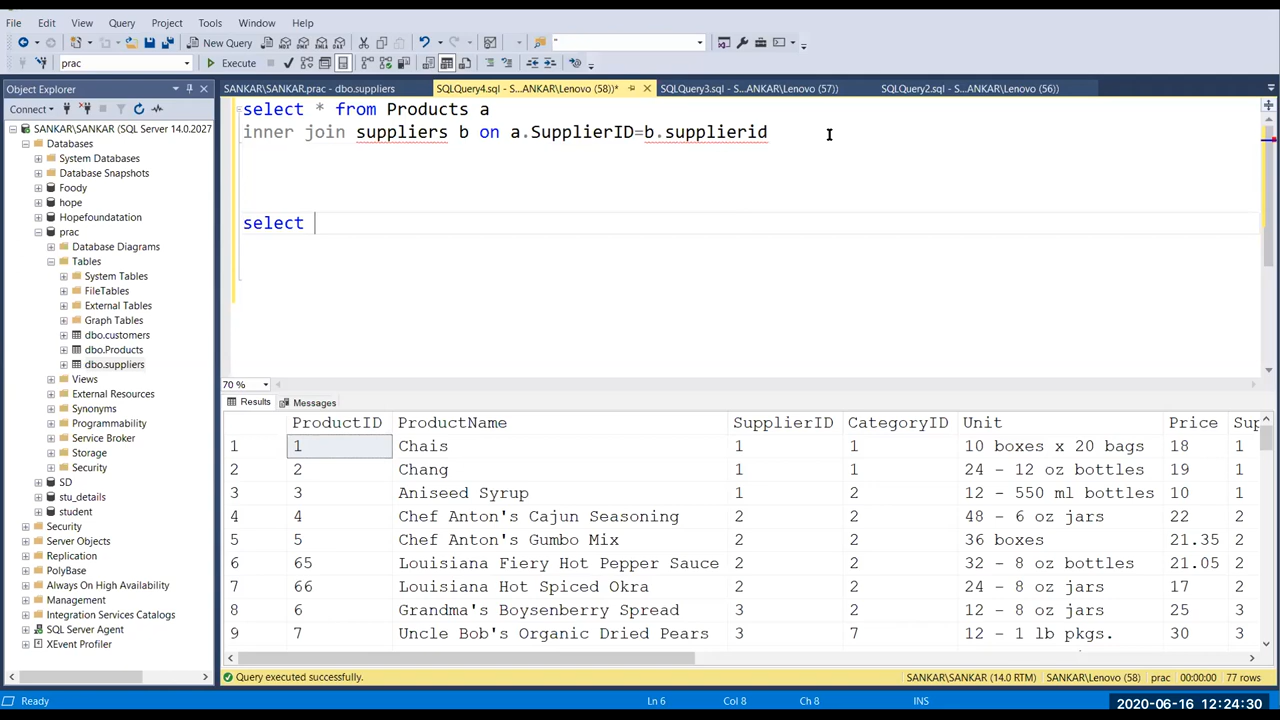 File Edit View Query Project Tools Window Help
New Query MDX DMX XMLA DAX "
prac Execute
Object Explorer
SANKAR\SANKAR.prac - dbo.suppliers SQLQuery4.sql - S...ANKAR\Lenovo (58))* SQLQuery3.sql - S...ANKAR\Lenovo (57)) SQLQuery2.sql - S...ANKAR\Lenovo (56))
Connect
SANKAR\SANKAR (SQL Server 14.0.2027
Databases
System Databases
Database Snapshots
Foody
hope
Hopefoundatation
prac
Database Diagrams
Tables
System Tables
FileTables
External Tables
Graph Tables
dbo.customers
dbo.Products
dbo.suppliers
Views
External Resources
Synonyms
Programmability
Service Broker
Storage
Security
SD
stu_details
student
Security
Server Objects
Replication
PolyBase
Always On High Availability
Management
Integration Services Catalogs
SQL Server Agent
XEvent Profiler
select * from Products a
inner join suppliers b on a.SupplierID=b.supplierid
select
70 %
Results Messages
ProductID ProductName SupplierID CategoryID Unit Price Sup
1 1 Chais 1 1 10 boxes x 20 bags 18 1
2 2 Chang 1 1 24 - 12 oz bottles 19 1
3 3 Aniseed Syrup 1 2 12 - 550 ml bottles 10 1
4 4 Chef Anton's Cajun Seasoning 2 2 48 - 6 oz jars 22 2
5 5 Chef Anton's Gumbo Mix 2 2 36 boxes 21.35 2
6 65 Louisiana Fiery Hot Pepper Sauce 2 2 32 - 8 oz bottles 21.05 2
7 66 Louisiana Hot Spiced Okra 2 2 24 - 8 oz jars 17 2
8 6 Grandma's Boysenberry Spread 3 2 12 - 8 oz jars 25 3
9 7 Uncle Bob's Organic Dried Pears 3 7 12 - 1 lb pkgs. 30 3
Query executed successfully. SANKAR\SANKAR (14.0 RTM) SANKAR\Lenovo (58) prac 00:00:00 77 rows
Ready Ln 6 Col 8 Ch 8 INS
2020-06-16 12:24:30